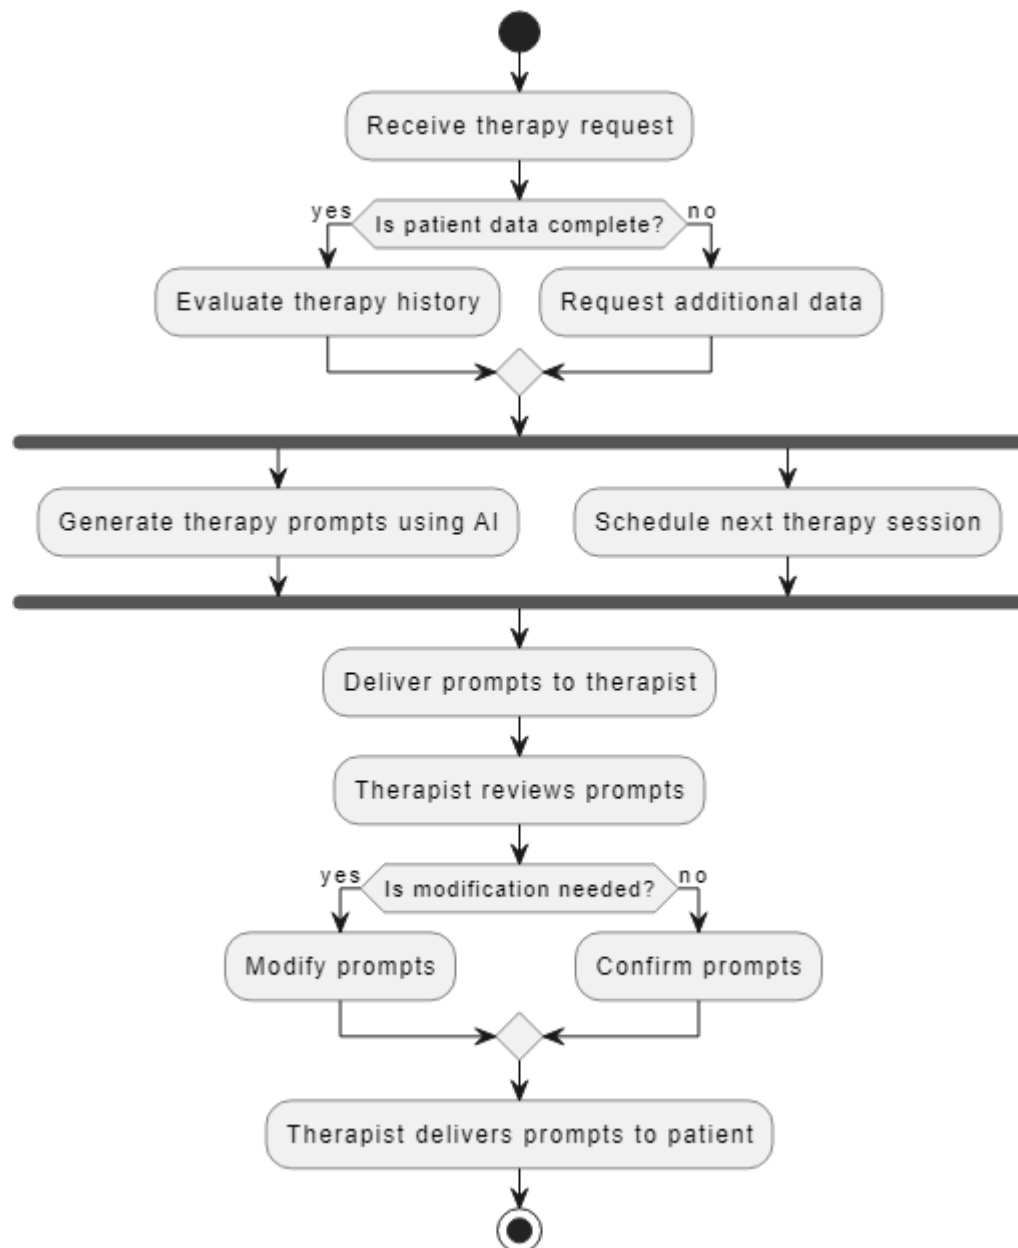 Receive therapy request
yes
Is patient data complete?
no
Evaluate therapy history
Request additional data
Generate therapy prompts using AI
Schedule next therapy session
Deliver prompts to therapist
Therapist reviews prompts
yes
Is modification needed?
no
Modify prompts
Confirm prompts
Therapist delivers prompts to patient